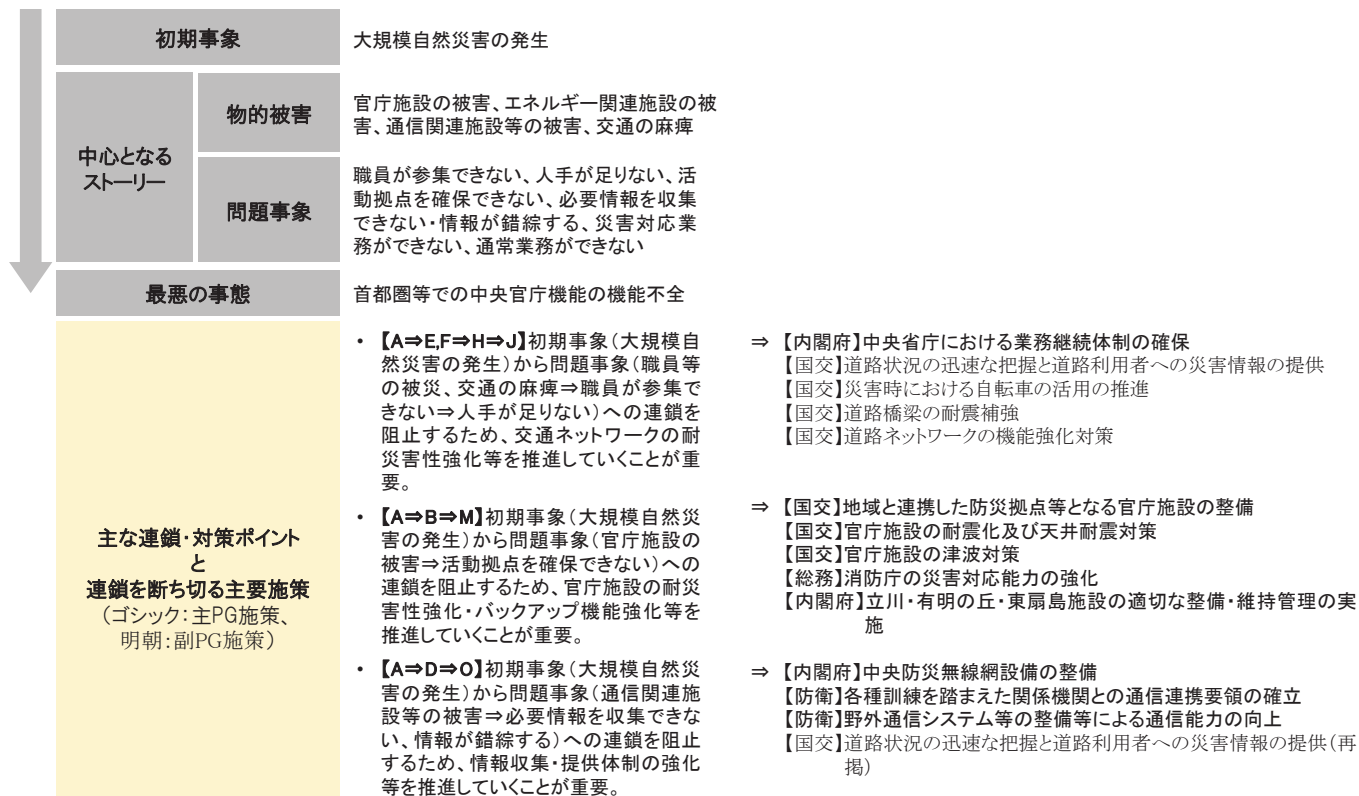 初期事象
大規模自然災害の発生
中心となる
ストーリー
物的被害
官庁施設の被害、エネルギー関連施設の被
害、通信関連施設等の被害、交通の麻痺
問題事象
職員が参集できない、人手が足りない、活
動拠点を確保できない、必要情報を収集
できない・情報が錯綜する、災害対応業
務ができない、通常業務ができない
最悪の事態
首都圏等での中央官庁機能の機能不全
主な連鎖・対策ポイント
と
連鎖を断ち切る主要施策
(ゴシック:主PG施策、
明朝:副PG施策)
・ 【A⇒E,F⇒H⇒J】初期事象(大規模自
然災害の発生)から問題事象(職員等
の被災、交通の麻痺⇒職員が参集で
きない⇒人手が足りない)への連鎖を
阻止するため、交通ネットワークの耐
災害性強化等を推進していくことが重
要。
⇒ 【内閣府】中央省庁における業務継続体制の確保
【国交】道路状況の迅速な把握と道路利用者への災害情報の提供
【国交】災害時における自転車の活用の推進
【国交】道路橋梁の耐震補強
【国交】道路ネットワークの機能強化対策
・ 【A⇒B⇒M】初期事象(大規模自然災
害の発生)から問題事象(官庁施設の
被害⇒活動拠点を確保できない)への
連鎖を阻止するため、官庁施設の耐災
害性強化・バックアップ機能強化等を
推進していくことが重要。
⇒ 【国交】地域と連携した防災拠点等となる官庁施設の整備
【国交】官庁施設の耐震化及び天井耐震対策
【国交】官庁施設の津波対策
【総務】消防庁の災害対応能力の強化
【内閣府】立川・有明の丘・東扇島施設の適切な整備・維持管理の実
施
・ 【A⇒D⇒O】初期事象(大規模自然災
害の発生)から問題事象(通信関連施
設等の被害⇒必要情報を収集できな
い、情報が錯綜する)への連鎖を阻止
するため、情報収集・提供体制の強化
等を推進していくことが重要。
⇒ 【内閣府】中央防災無線網設備の整備
【防衛】各種訓練を踏まえた関係機関との通信連携要領の確立
【防衛】野外通信システム等の整備等による通信能力の向上
【国交】道路状況の迅速な把握と道路利用者への災害情報の提供(再
掲)